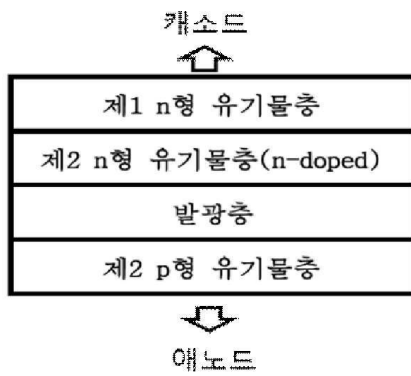 캐소드
제1 n형 유기물층
제2 n형 유기물층(n-doped)
발광층
제2 p형 유기물층
애노드